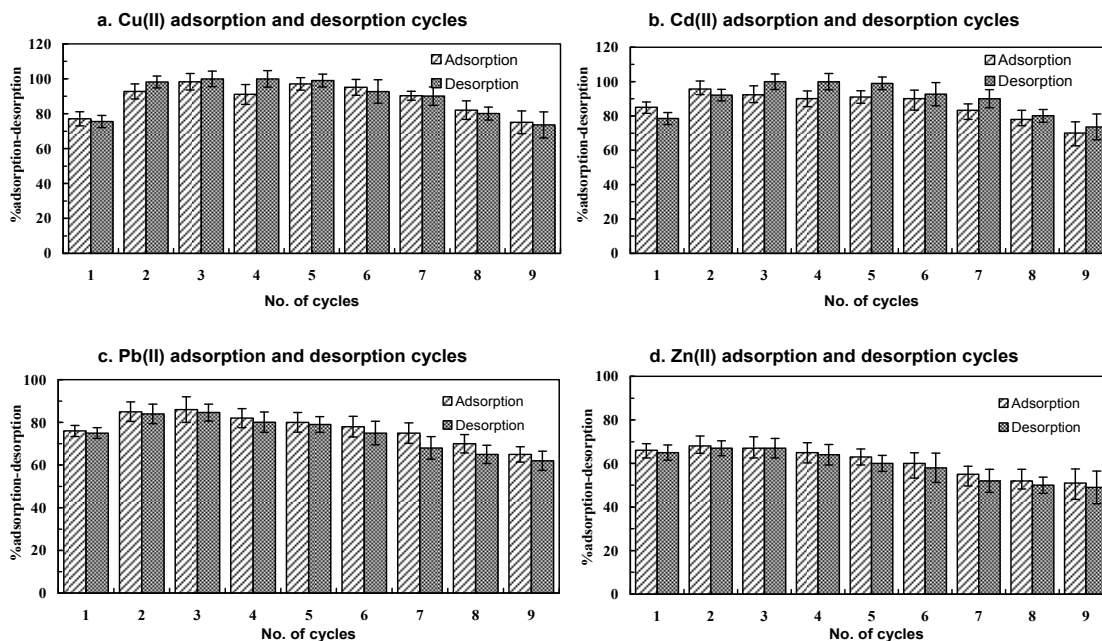 a. Cu(II) adsorption and desorption cycles
120
100
80
60
40
20
0
%adsorption-desorption
Adsorption
Desorption
1 2 3 4 5 6 7 8 9
No. of cycles
b. Cd(II) adsorption and desorption cycles
120
100
80
60
40
20
0
%adsorption-desorption
Adsorption
Desorption
1 2 3 4 5 6 7 8 9
No. of cycles
c. Pb(II) adsorption and desorption cycles
100
80
60
40
20
0
%adsorption-desorption
Adsorption
Desorption
1 2 3 4 5 6 7 8 9
No. of cycles
d. Zn(II) adsorption and desorption cycles
100
80
60
40
20
0
%adsorption-desorption
Adsorption
Desorption
1 2 3 4 5 6 7 8 9
No. of cycles